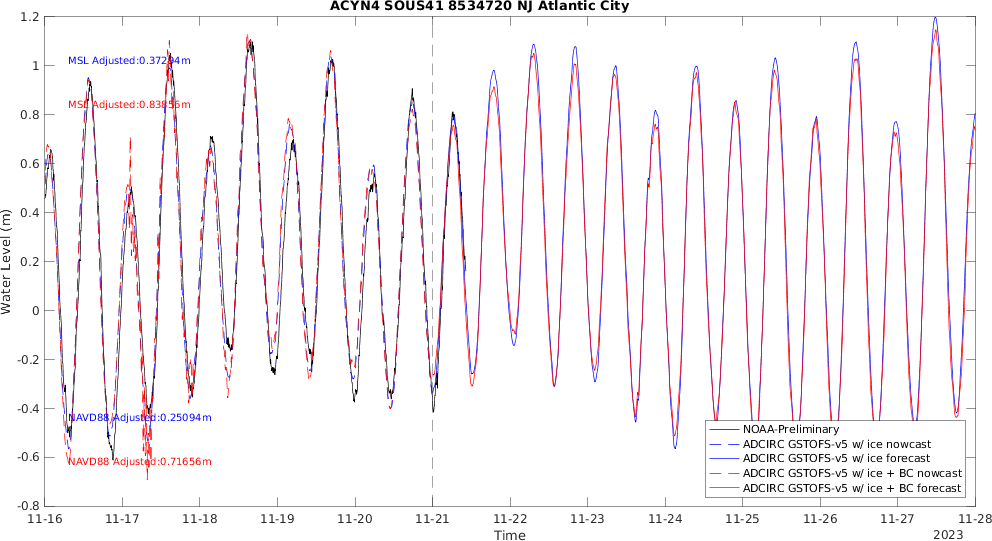 ACYN4 SOUS41 8534720 NJ Atlantic City
1.2
1
0.8
0.6
0.4
0.2
0
-0.2
-0.4
-0.6
-0.8
Water Level (m)
MSL Adjusted:0.37294m
MSL Adjusted:0.83856m
NAVD88 Adjusted:0.25094m
NAVD88 Adjusted:0.71656m
NOAA-Preliminary
ADCIRC GSTOFS-v5 w/ ice nowcast
ADCIRC GSTOFS-v5 w/ ice forecast
ADCIRC GSTOFS-v5 w/ ice + BC nowcast
ADCIRC GSTOFS-v5 w/ ice + BC forecast
11-16 11-17 11-18 11-19 11-20 11-21 11-22 11-23 11-24 11-25 11-26 11-27 11-28
Time
2023